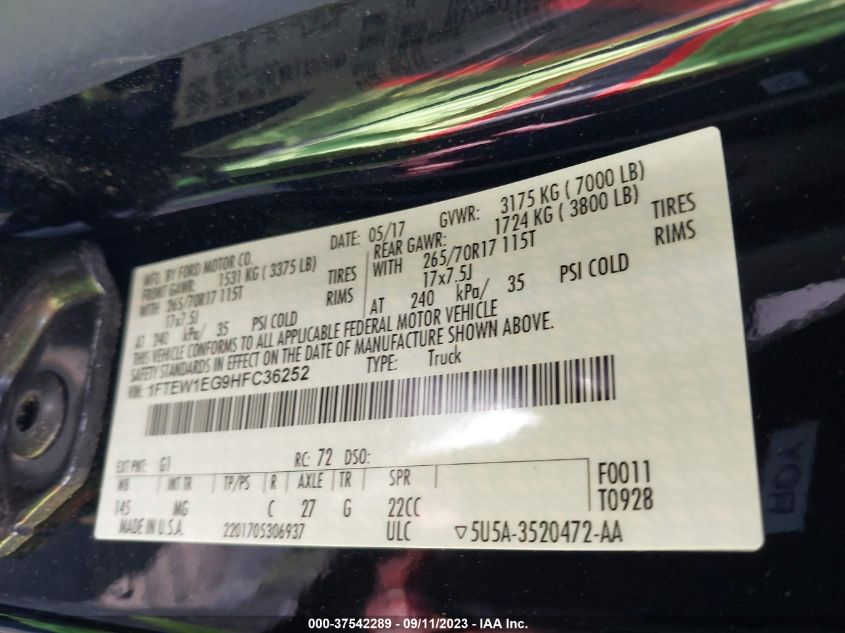 MFD. BY FORD MOTOR CO. DATE: 05/17 GVWR: 3175 KG ( 7000 LB)
FRONT GAWR: 1531 KG ( 3375 LB) REAR GAWR: 1724 KG ( 3800 LB)
WITH 265/70R17 115T TIRES WITH 265/70R17 115T TIRES
17x7.5J RIMS 17x7.5J RIMS
AT 240 kPa/ 35 PSI COLD AT 240 kPa/ 35 PSI COLD
THIS VEHICLE CONFORMS TO ALL APPLICABLE FEDERAL MOTOR VEHICLE
SAFETY STANDARDS IN EFFECT ON THE DATE OF MANUFACTURE SHOWN ABOVE.
VIN: 1FTEW1EG9HFC36252 TYPE: Truck
EXT PNT: G1 RC: 72 DSO:
WB INT TR TP/PS R AXLE TR SPR F0011
145 MG C 27 G 22CC T0928
MADE IN U.S.A. 2201705306937 ULC ▽5U5A-3520472-AA
000-37542289 - 09/11/2023 - IAA Inc.